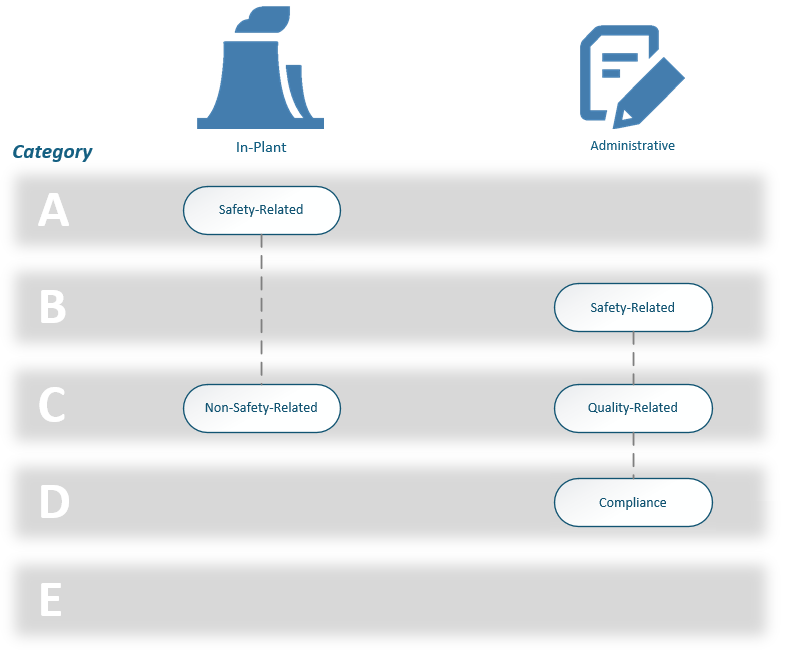 In-Plant
Administrative
Category
A
Safety-Related
B
Safety-Related
C
Non-Safety-Related
Quality-Related
D
Compliance
E